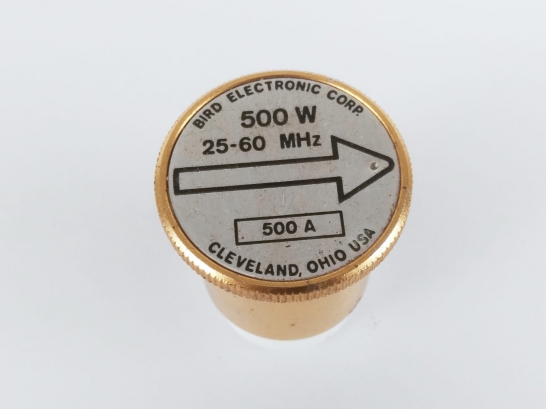 BIRD ELECTRONIC CORP.
500 W
25-60 MHz
500 A
CLEVELAND, OHIO USA